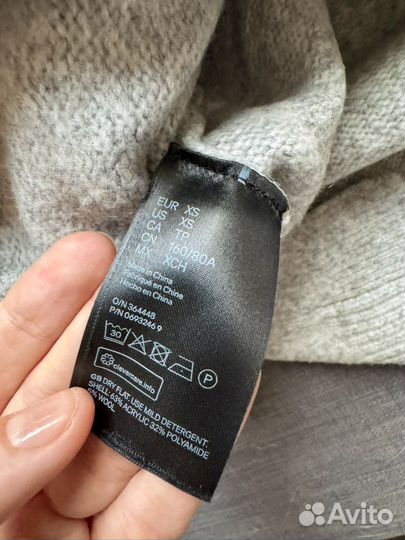 EUR XS
US XS
CA TP
CN 160/80A
MX XCH
Made in China
Fabriqué en Chine
Hecho en China
O/N 364448
P/N 0693246 9
30
P
clevercare.info
GB DRY FLAT. USE MILD DETERGENT.
SHELL: 63% ACRYLIC 32% POLYAMIDE
WOOL
Avito